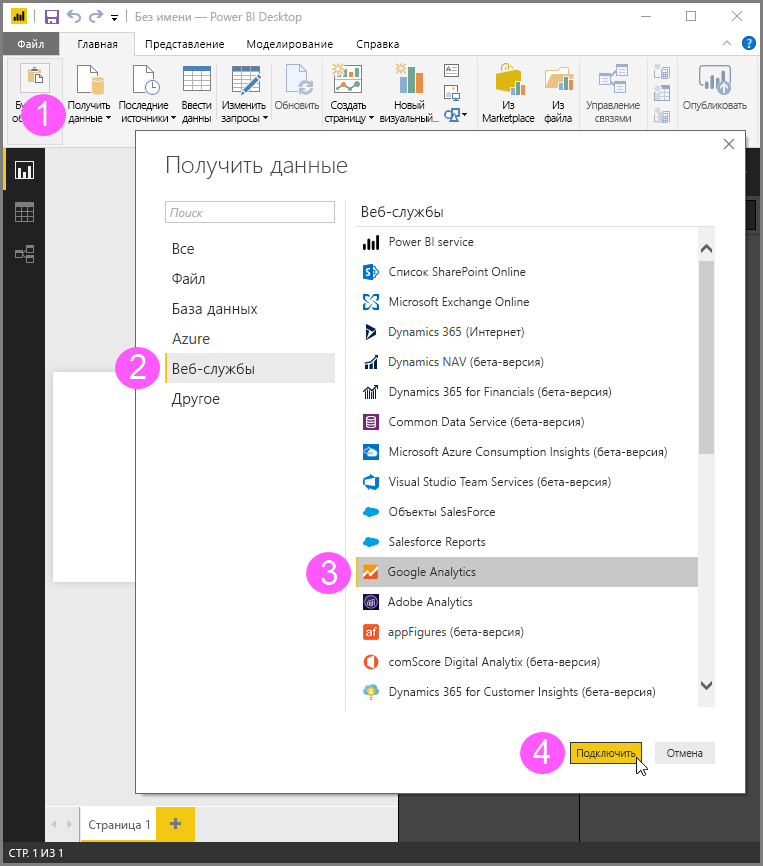 Без имени — Power BI Desktop
Файл Главная Представление Моделирование Справка
Получить данные
Последние источники
Ввести данны
Изменить запросы
Обновить
Создать страницу
Новый визуальный...
Из Marketplace
Из файла
Управление связями
Опубликовать
1
Получить данные
Поиск
Все
Файл
База данных
Azure
2
Веб-службы
Другое
Веб-службы
Power BI service
Список SharePoint Online
Microsoft Exchange Online
Dynamics 365 (Интернет)
Dynamics NAV (бета-версия)
Dynamics 365 for Financials (бета-версия)
Common Data Service (бета-версия)
Microsoft Azure Consumption Insights (бета-версия)
Visual Studio Team Services (бета-версия)
Объекты SalesForce
Salesforce Reports
3
Google Analytics
Adobe Analytics
af appFigures (бета-версия)
comScore Digital Analytix (бета-версия)
Dynamics 365 for Customer Insights (бета-версия)
4
Подключить Отмена
Страница 1 +
СТР. 1 ИЗ 1